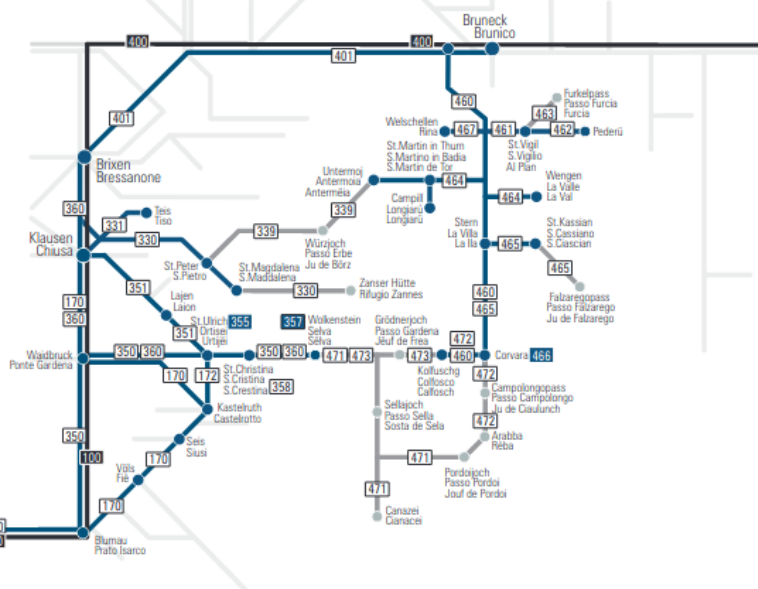 Bruneck
Brunico
400
400
401
401
460
Furkelpass
Passo Furcia
Furcia
463
Welschellen
Rina
467
461
462
Pederü
St.Vigil
S.Vigilio
Al Plan
St.Martin in Thurn
S.Martino in Badia
S.Martin de Tor
Brixen
Bressanone
Untermoj
Antermoia
Antermëia
464
Wengen
La Valle
La Val
464
Campill
Longiarù
Longiarü
360
Teis
Tiso
331
339
339
Klausen
Chiusa
330
Würzjoch
Passo Erbe
Ju de Börz
Stern
La Villa
La Ila
465
St.Kassian
S.Cassiano
S.Ciascian
465
St.Peter
S.Pietro
St.Magdalena
S.Maddalena
330
Zanser Hütte
Rifugio Zannes
Falzaregopass
Passo Falzarego
Ju de Falzarego
351
170
360
Lajen
Laion
460
465
351
St.Ulrich
Ortisei
Urtijëi
355
357
Wolkenstein
Selva
Sëlva
Grödnerjoch
Passo Gardena
Jëuf de Frea
472
Waidbruck
Ponte Gardena
350
360
350
360
471
473
473
460
Corvara
466
170
172
St.Christina
S.Cristina
S.Crestina
358
Kolfuschg
Colfosco
Calfosch
472
Campolongopass
Passo Campolongo
Ju de Ciaulunch
Kastelruth
Castelrotto
Sellajoch
Passo Sella
Sosta de Sela
472
350
Seis
Siusi
Arabba
Rèba
100
170
471
Völs
Fiè
Pordoijoch
Passo Pordoi
Jouf de Pordoi
471
170
Canazei
Cianacei
Blumau
Prato Isarco